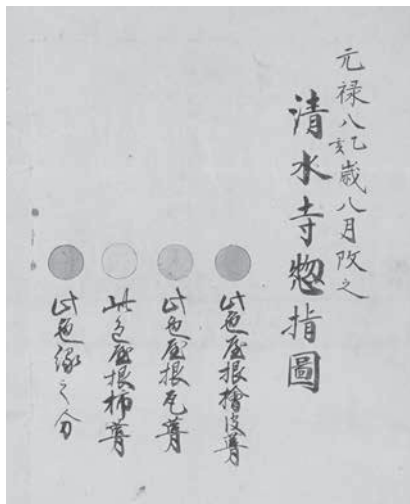 元禄八乙亥歳八月改之
清水寺惣指圖
此色屋根檜皮葺
此色屋根瓦葺
此色屋根柿葺
此色縁之分